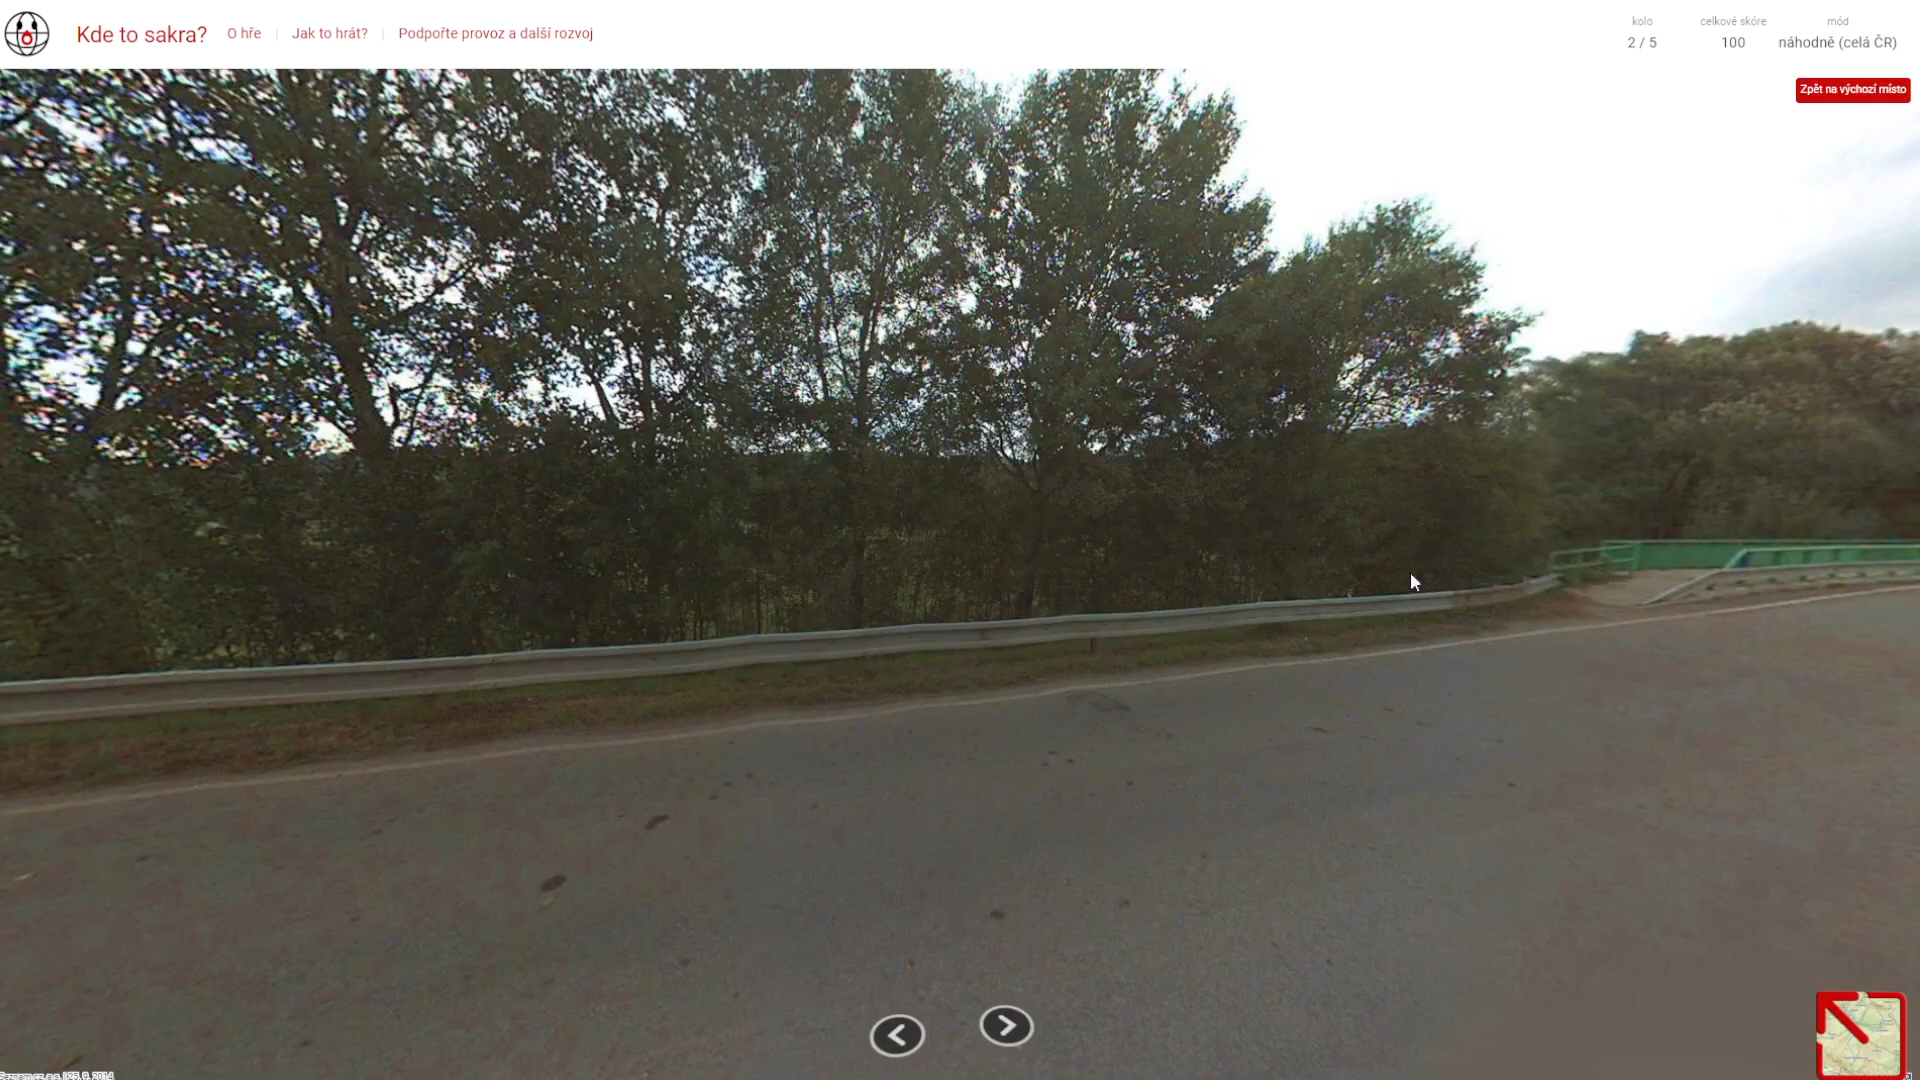 Kde to sakra?
O hře
Jak to hrát?
Podpořte provoz a další rozvoj
kolo
2 / 5
celkové skóre
100
mód
náhodně (celá ČR)
Zpět na výchozí místo